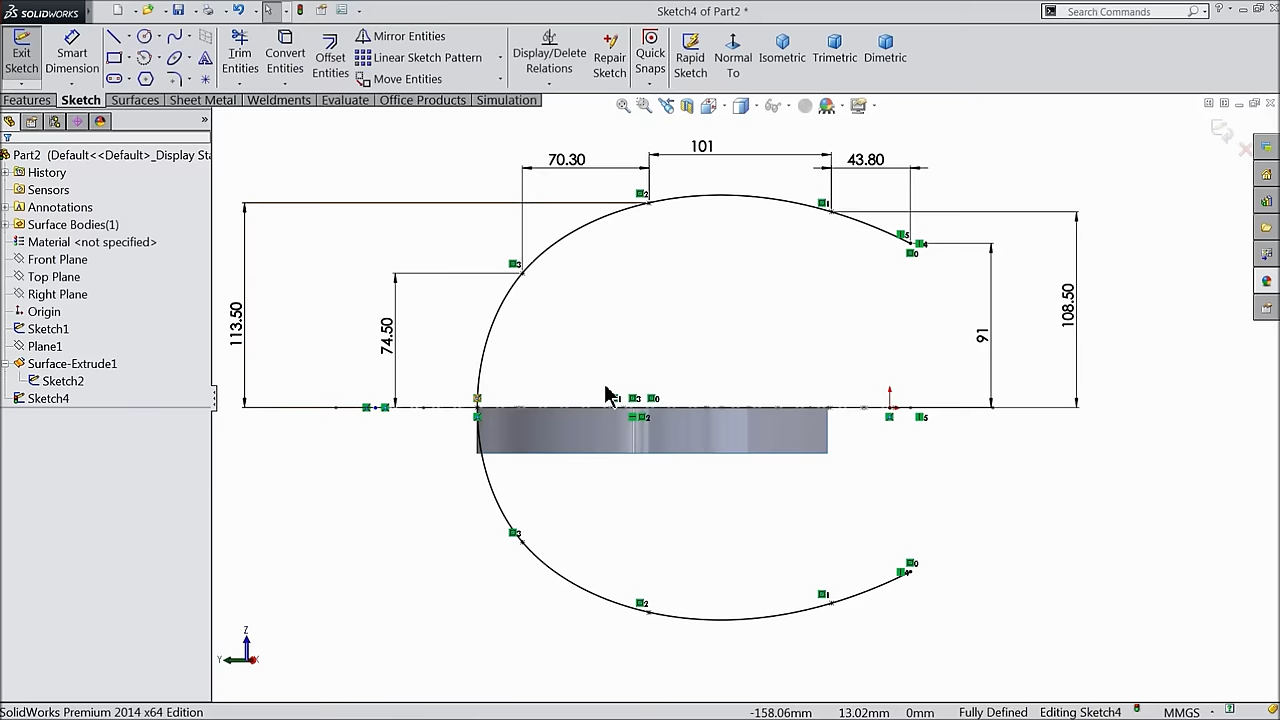 SOLIDWORKS
Sketch4 of Part2 *
Search Commands
Exit Sketch
Smart Dimension
Trim Entities
Convert Entities
Offset Entities
Mirror Entities
Linear Sketch Pattern
Move Entities
Display/Delete Relations
Repair Sketch
Quick Snaps
Rapid Sketch
Normal To
Isometric
Trimetric
Dimetric
Features
Sketch
Surfaces
Sheet Metal
Weldments
Evaluate
Office Products
Simulation
Part2 (Default<<Default>_Display Sta
History
Sensors
Annotations
Surface Bodies(1)
Material <not specified>
Front Plane
Top Plane
Right Plane
Origin
Sketch1
Plane1
Surface-Extrude1
Sketch2
Sketch4
101
70.30
43.80
113.50
74.50
91
108.50
Z
Y
X
SolidWorks Premium 2014 x64 Edition
-158.06mm
13.02mm
0mm
Fully Defined
Editing Sketch4
MMGS